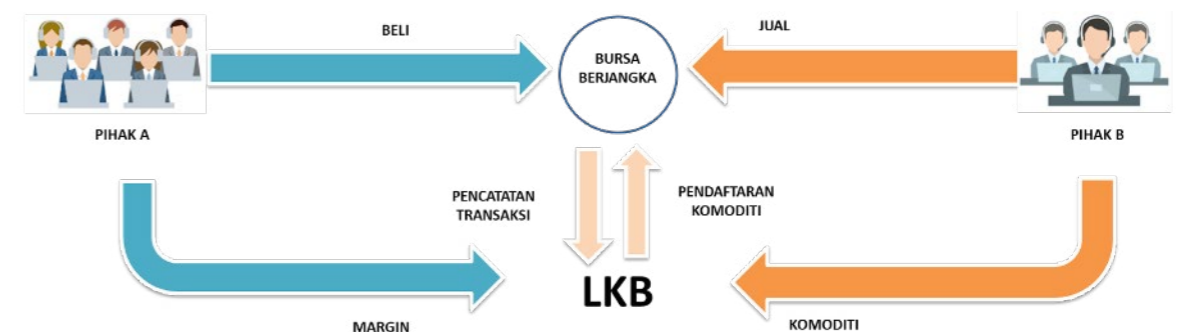 BELI
JUAL
BURSA
BERJANGKA
PIHAK A
PIHAK B
PENCATATAN
TRANSAKSI
PENDAFTARAN
KOMODITI
LKB
MARGIN
KOMODITI